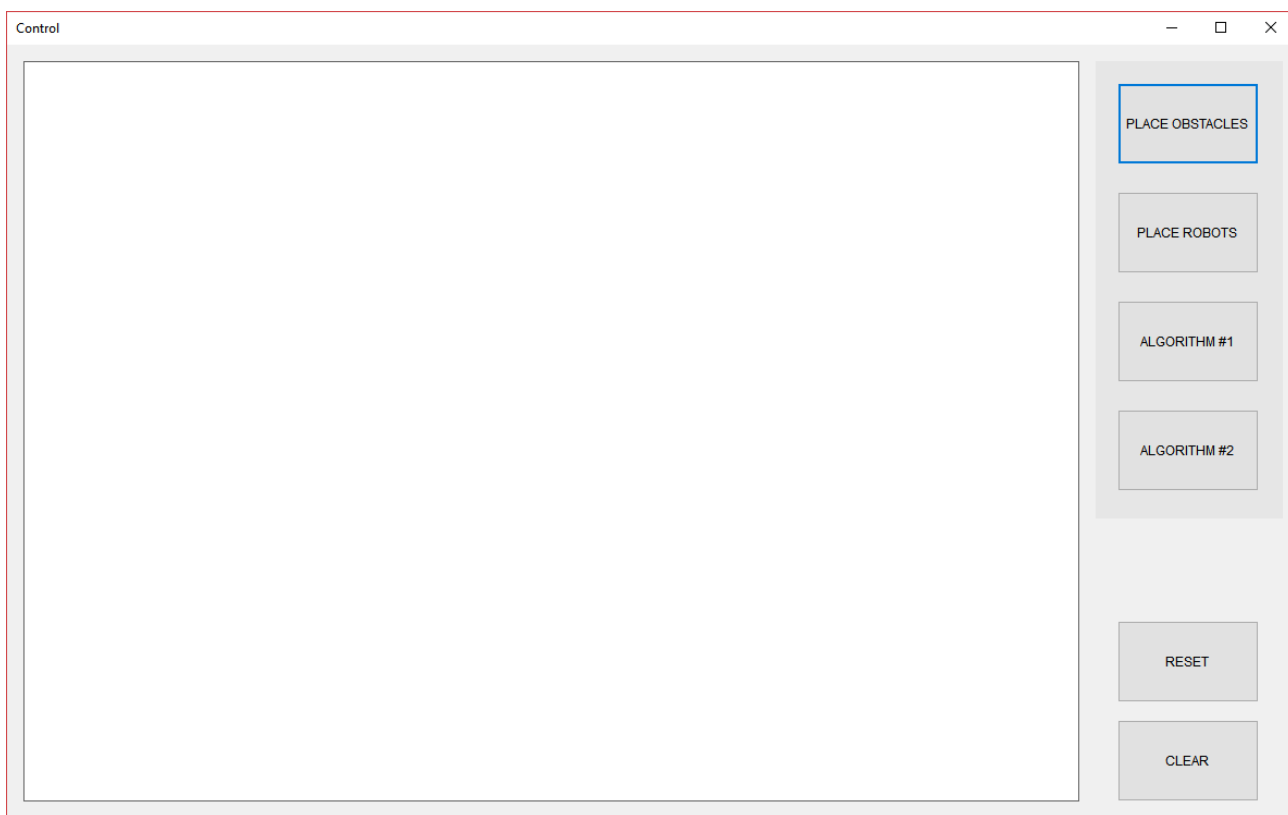 Control
PLACE OBSTACLES
PLACE ROBOTS
ALGORITHM #1
ALGORITHM #2
RESET
CLEAR